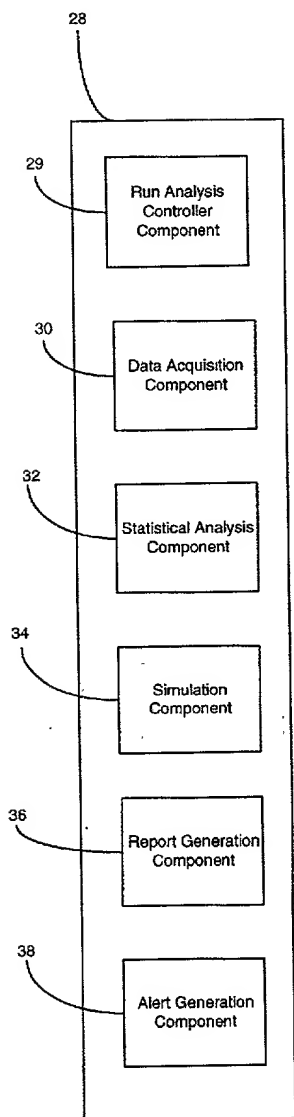 28
29
Run Analysis
Controller
Component
30
Data Acquisition
Component
32
Statistical Analysis
Component
34
Simulation
Component
36
Report Generation
Component
38
Alert Generation
Component